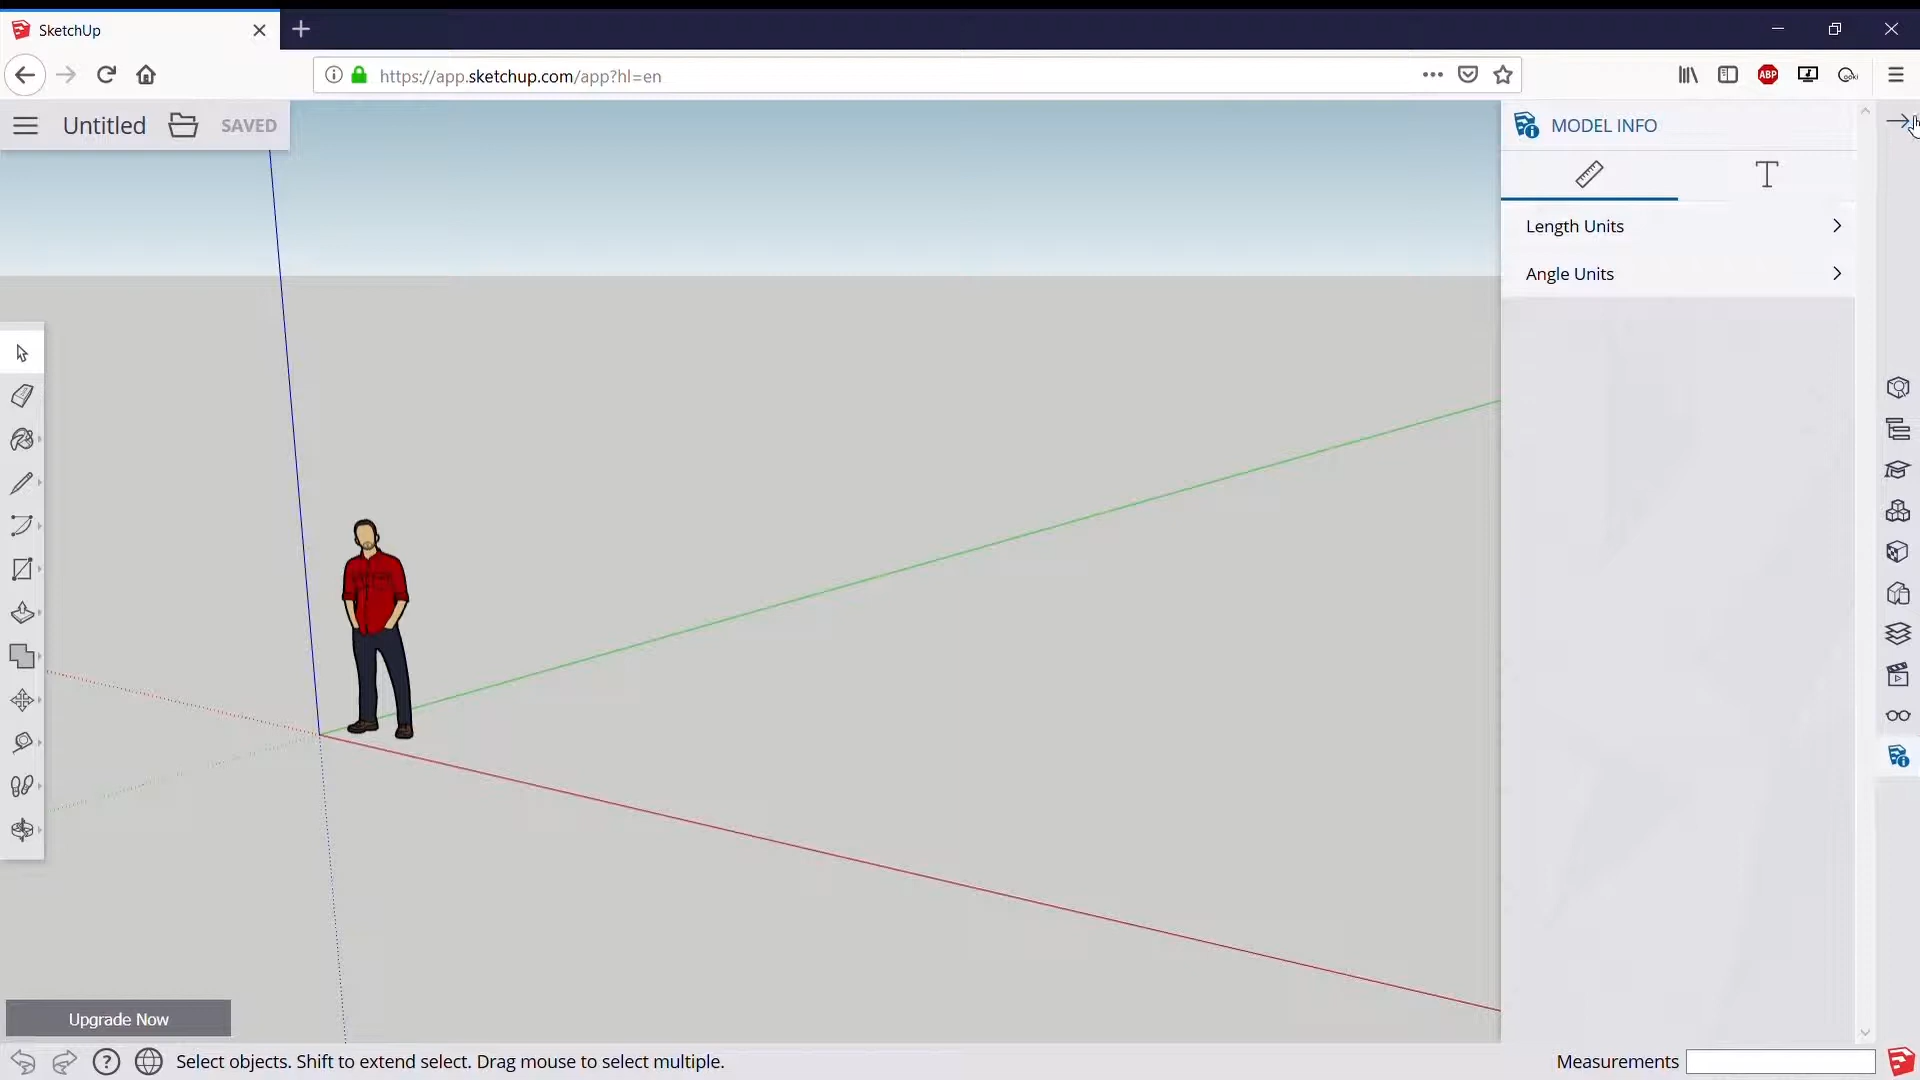 SketchUp
https://app.sketchup.com/app?hl=en
ABP
Untitled
SAVED
MODEL INFO
Length Units
Angle Units
Upgrade Now
Select objects. Shift to extend select. Drag mouse to select multiple.
Measurements